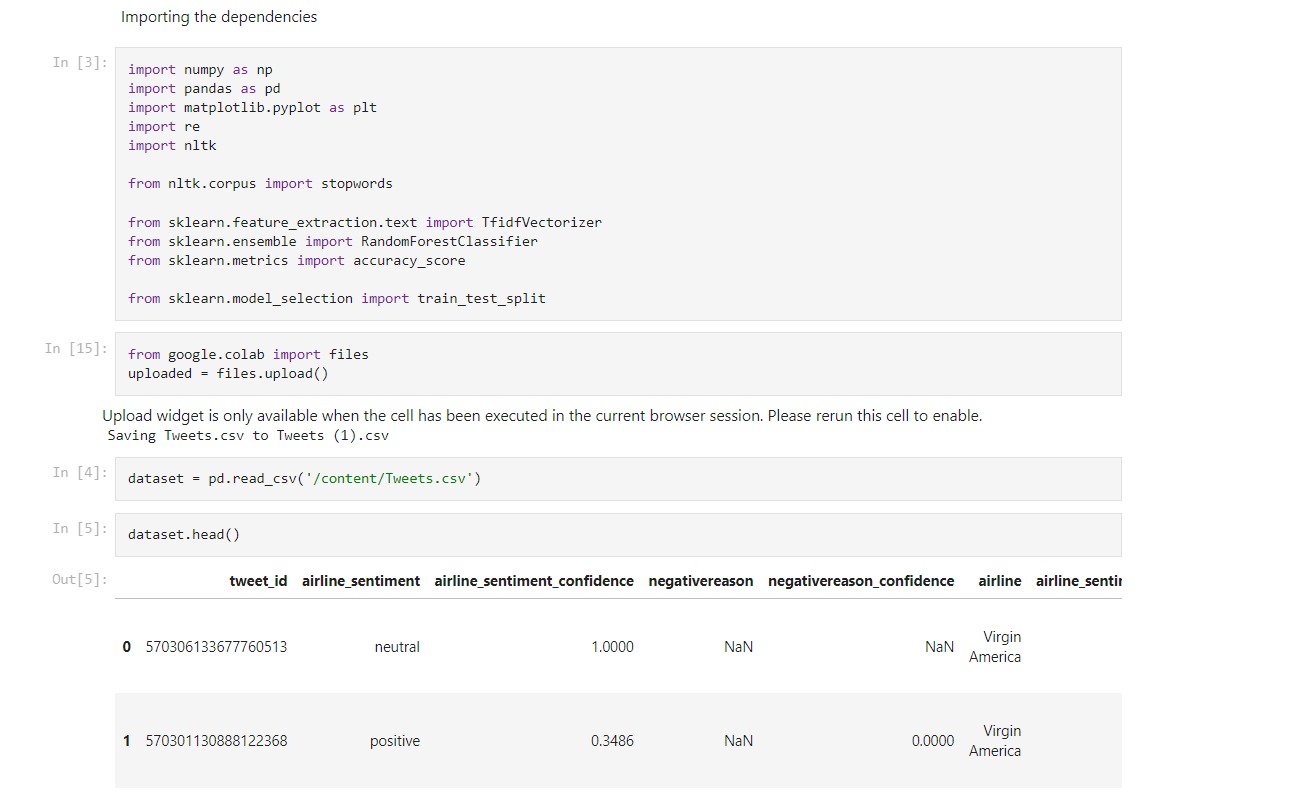 Importing the dependencies
In [3]:
import numpy as np
import pandas as pd
import matplotlib.pyplot as plt
import re
import nltk
from nltk.corpus import stopwords
from sklearn.feature_extraction.text import TfidfVectorizer
from sklearn.ensemble import RandomForestClassifier
from sklearn.metrics import accuracy_score
from sklearn.model_selection import train_test_split
In [15]:
from google.colab import files
uploaded = files.upload()
Upload widget is only available when the cell has been executed in the current browser session. Please rerun this cell to enable.
Saving Tweets.csv to Tweets (1).csv
In [4]:
dataset = pd.read_csv('/content/Tweets.csv')
In [5]:
dataset.head()
Out[5]:
tweet_id airline_sentiment airline_sentiment_confidence negativereason negativereason_confidence airline airline_sentir
0 570306133677760513 neutral 1.0000 NaN NaN Virgin America
1 570301130888122368 positive 0.3486 NaN 0.0000 Virgin America